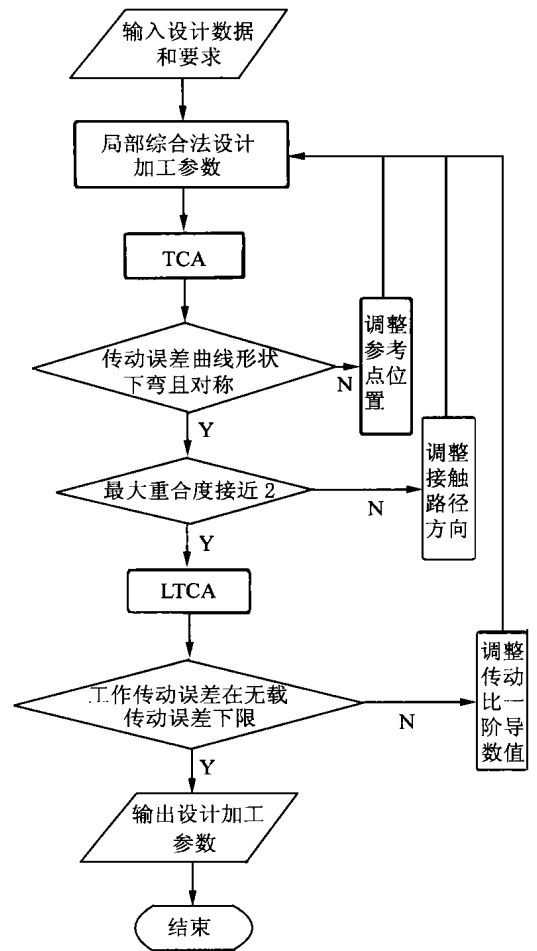 输入设计数据
和要求
局部综合法设计
加工参数
TCA
传动误差曲线形状
下弯且对称
N
调整
参考
点位
置
Y
最大重合度接近2
N
调整
接触
路径
方向
Y
LTCA
工作传动误差在无载
传动误差下限
N
调整
传动
比一
阶导
数值
Y
输出设计加工
参数
结束